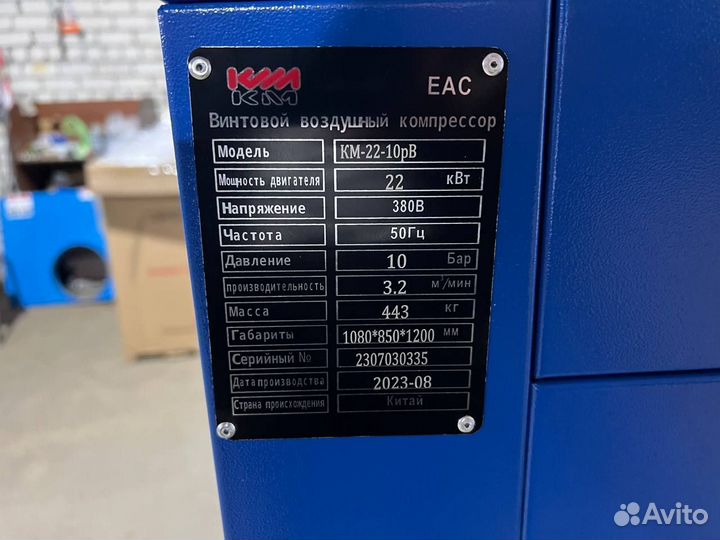 КМ
КМ
EAC
Винтовой воздушный компрессор
Модель КМ-22-10рВ
Мощность двигателя 22 кВт
Напряжение 380В
Частота 50Гц
Давление 10 Бар
производительность 3.2 м³/мин
Масса 443 кг
Габариты 1080*850*1200 мм
Серийный № 2307030335
Дата производства 2023-08
Страна происхождения Китай
Avito